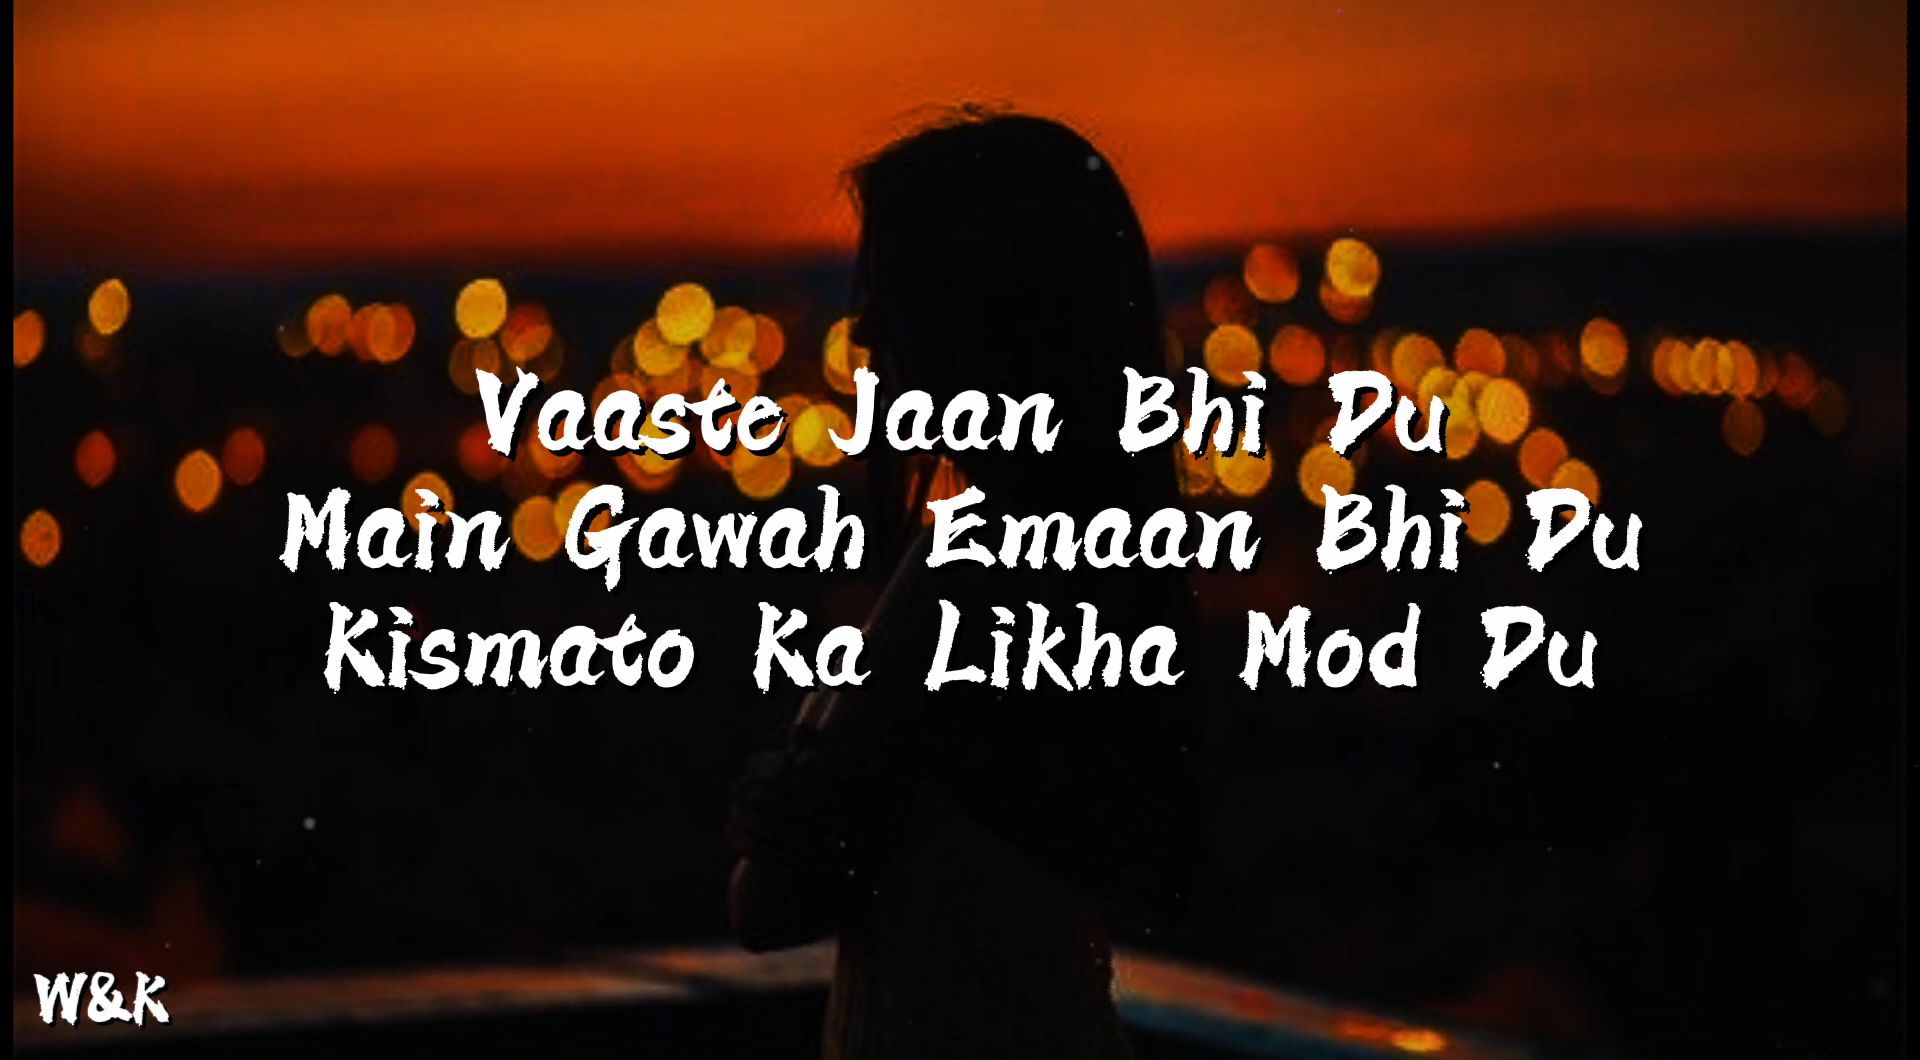 Vaaste Jaan Bhi Du
Main Gawah Emaan Bhi Du
Kismato Ka Likha Mod Du
W&K